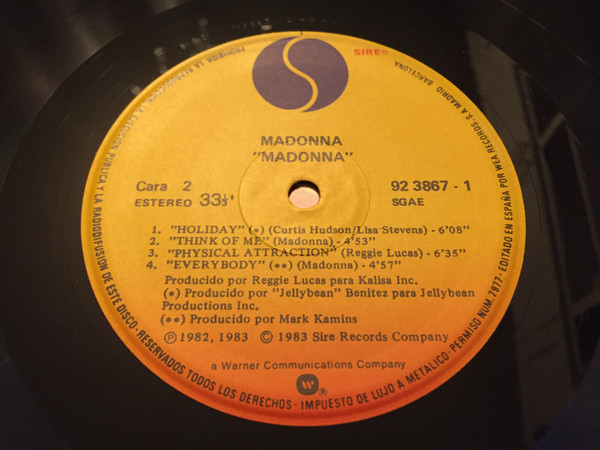 SIRE
MADONNA
"MADONNA"
Cara 2
92 3867 - 1
ESTEREO 33⅓
SGAE
1. "HOLIDAY" (*) (Curtis Hudson/Lisa Stevens) - 6'08"
2. "THINK OF ME" (Madonna) - 4'53"
3. "PHYSICAL ATTRACTION" (Reggie Lucas) - 6'35"
4. "EVERYBODY" (**) (Madonna) - 4'57"
Producido por Reggie Lucas para Kalisa Inc.
(*) Producido por "Jellybean" Benitez para Jellybean
Productions Inc.
(**) Producido por Mark Kamins
Ⓟ 1982, 1983 © 1983 Sire Records Company
a Warner Communications Company
W ®
PUBLICA Y LA RADIODIFUSION DE ESTE DISCO - RESERVADOS TODOS LOS DERECHOS - IMPUESTO DE LUJO A METALICO - PERMISO NUM. 7977 - EDITADO EN ESPAÑA POR WEA RECORDS, S.A. MADRID BARCELONA